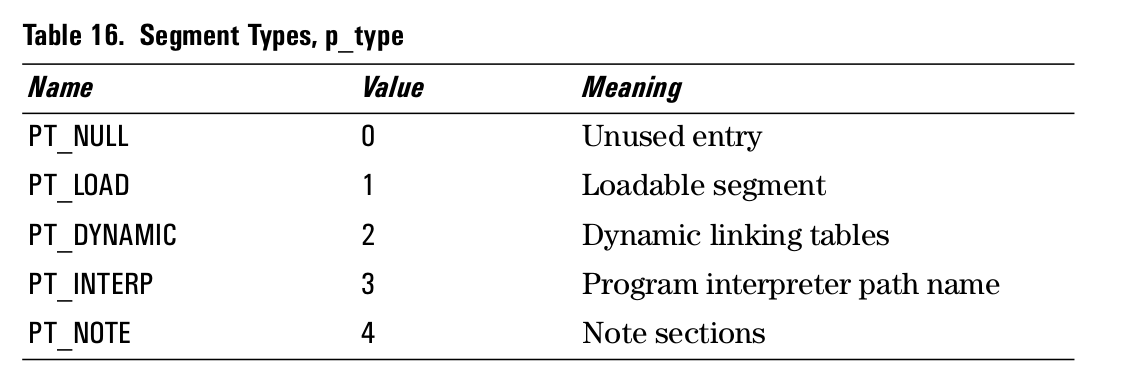 Table 16. Segment Types, p_type
Name Value Meaning
PT_NULL 0 Unused entry
PT_LOAD 1 Loadable segment
PT_DYNAMIC 2 Dynamic linking tables
PT_INTERP 3 Program interpreter path name
PT_NOTE 4 Note sections